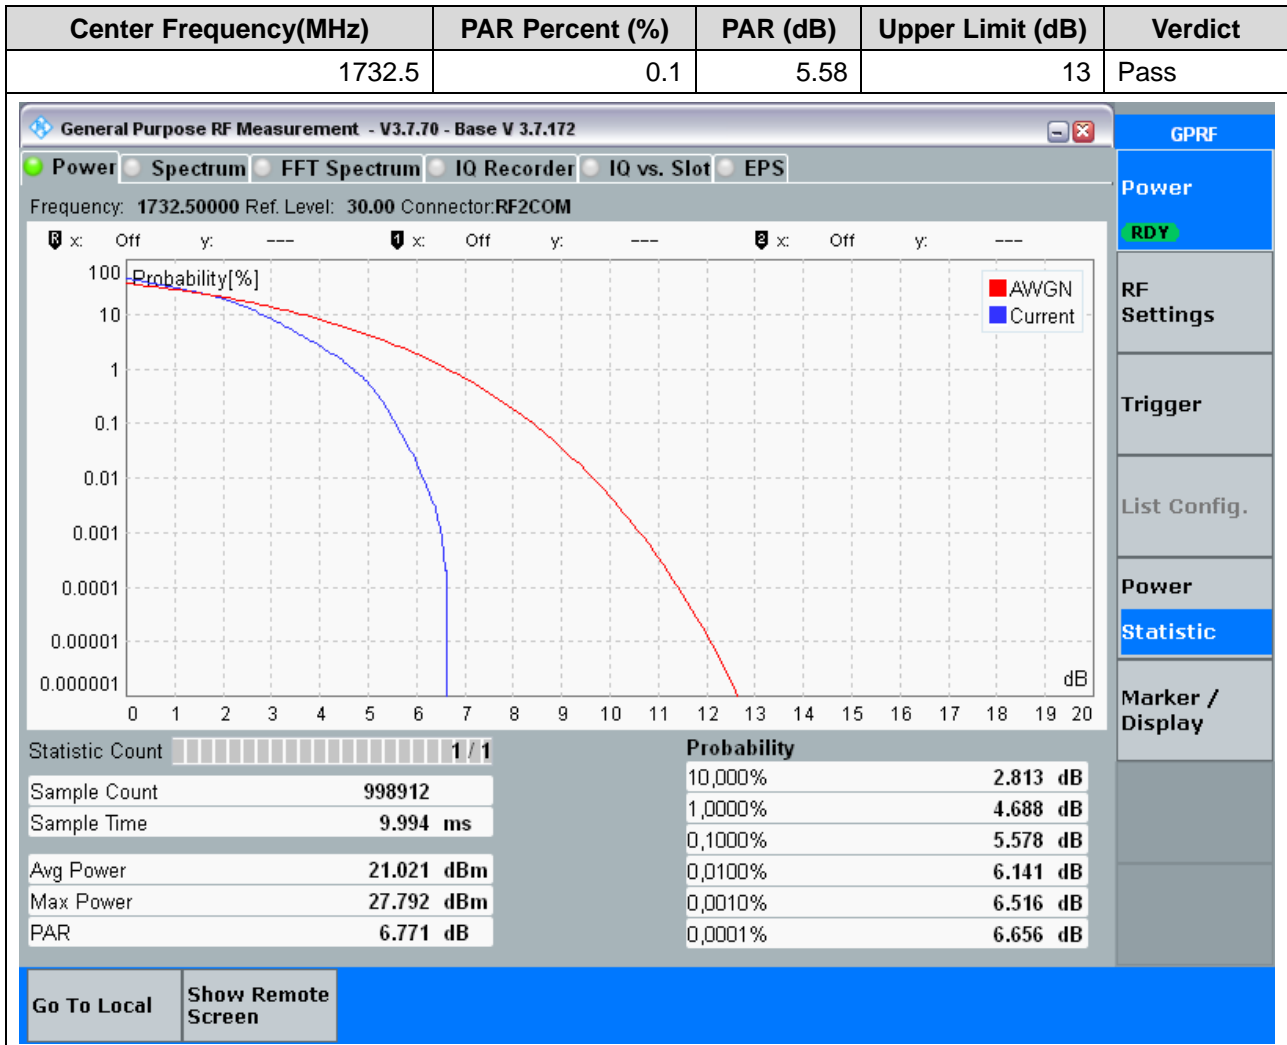 Center Frequency(MHz) PAR Percent (%) PAR (dB) Upper Limit (dB) Verdict
1732.5 0.1 5.58 13 Pass
General Purpose RF Measurement - V3.7.70 - Base V 3.7.172
GPRF
Power Spectrum FFT Spectrum IQ Recorder IQ vs. Slot EPS
Power
RDY
Frequency: 1732.50000 Ref. Level: 30.00 Connector:RF2COM
R x: Off y: --- 1 x: Off y: --- 2 x: Off y: ---
Probability[%]
AWGN
Current
100
10
1
0.1
0.01
0.001
0.0001
0.00001
0.000001
dB
0 1 2 3 4 5 6 7 8 9 10 11 12 13 14 15 16 17 18 19 20
RF
Settings
Trigger
List Config.
Power
Statistic
Marker /
Display
Statistic Count 1 / 1
Sample Count 998912
Sample Time 9.994 ms
Avg Power 21.021 dBm
Max Power 27.792 dBm
PAR 6.771 dB
Probability
10,000% 2.813 dB
1,0000% 4.688 dB
0,1000% 5.578 dB
0,0100% 6.141 dB
0,0010% 6.516 dB
0,0001% 6.656 dB
Go To Local
Show Remote
Screen